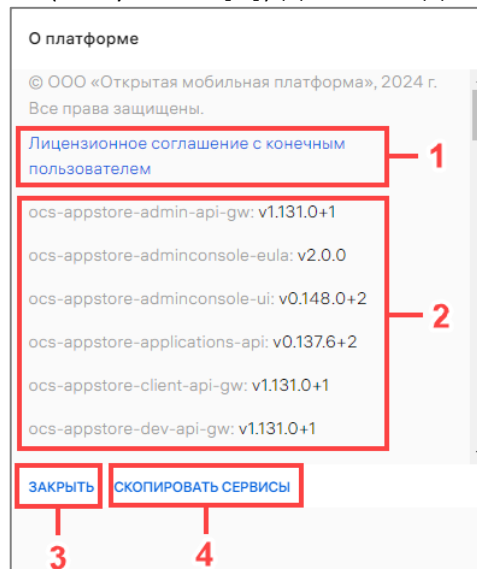 О платформе
© ООО «Открытая мобильная платформа», 2024 г.
Все права защищены.
Лицензионное соглашение с конечным
пользователем
1
ocs-appstore-admin-api-gw: v1.131.0+1
ocs-appstore-adminconsole-eula: v2.0.0
ocs-appstore-adminconsole-ui: v0.148.0+2
2
ocs-appstore-applications-api: v0.137.6+2
ocs-appstore-client-api-gw: v1.131.0+1
ocs-appstore-dev-api-gw: v1.131.0+1
ЗАКРЫТЬ СКОПИРОВАТЬ СЕРВИСЫ
3 4